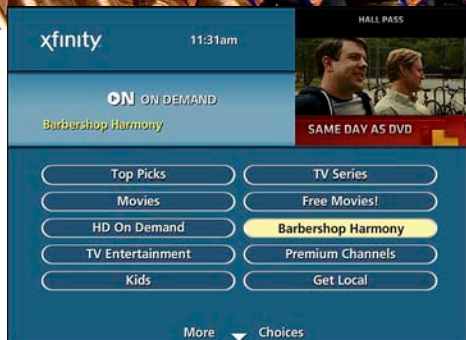 HALL PASS
xfinity
11:31am
ON ON DEMAND
Barbershop Harmony
SAME DAY AS DVD
Top Picks
TV Series
Movies
Free Movies!
HD On Demand
Barbershop Harmony
TV Entertainment
Premium Channels
Kids
Get Local
More Choices